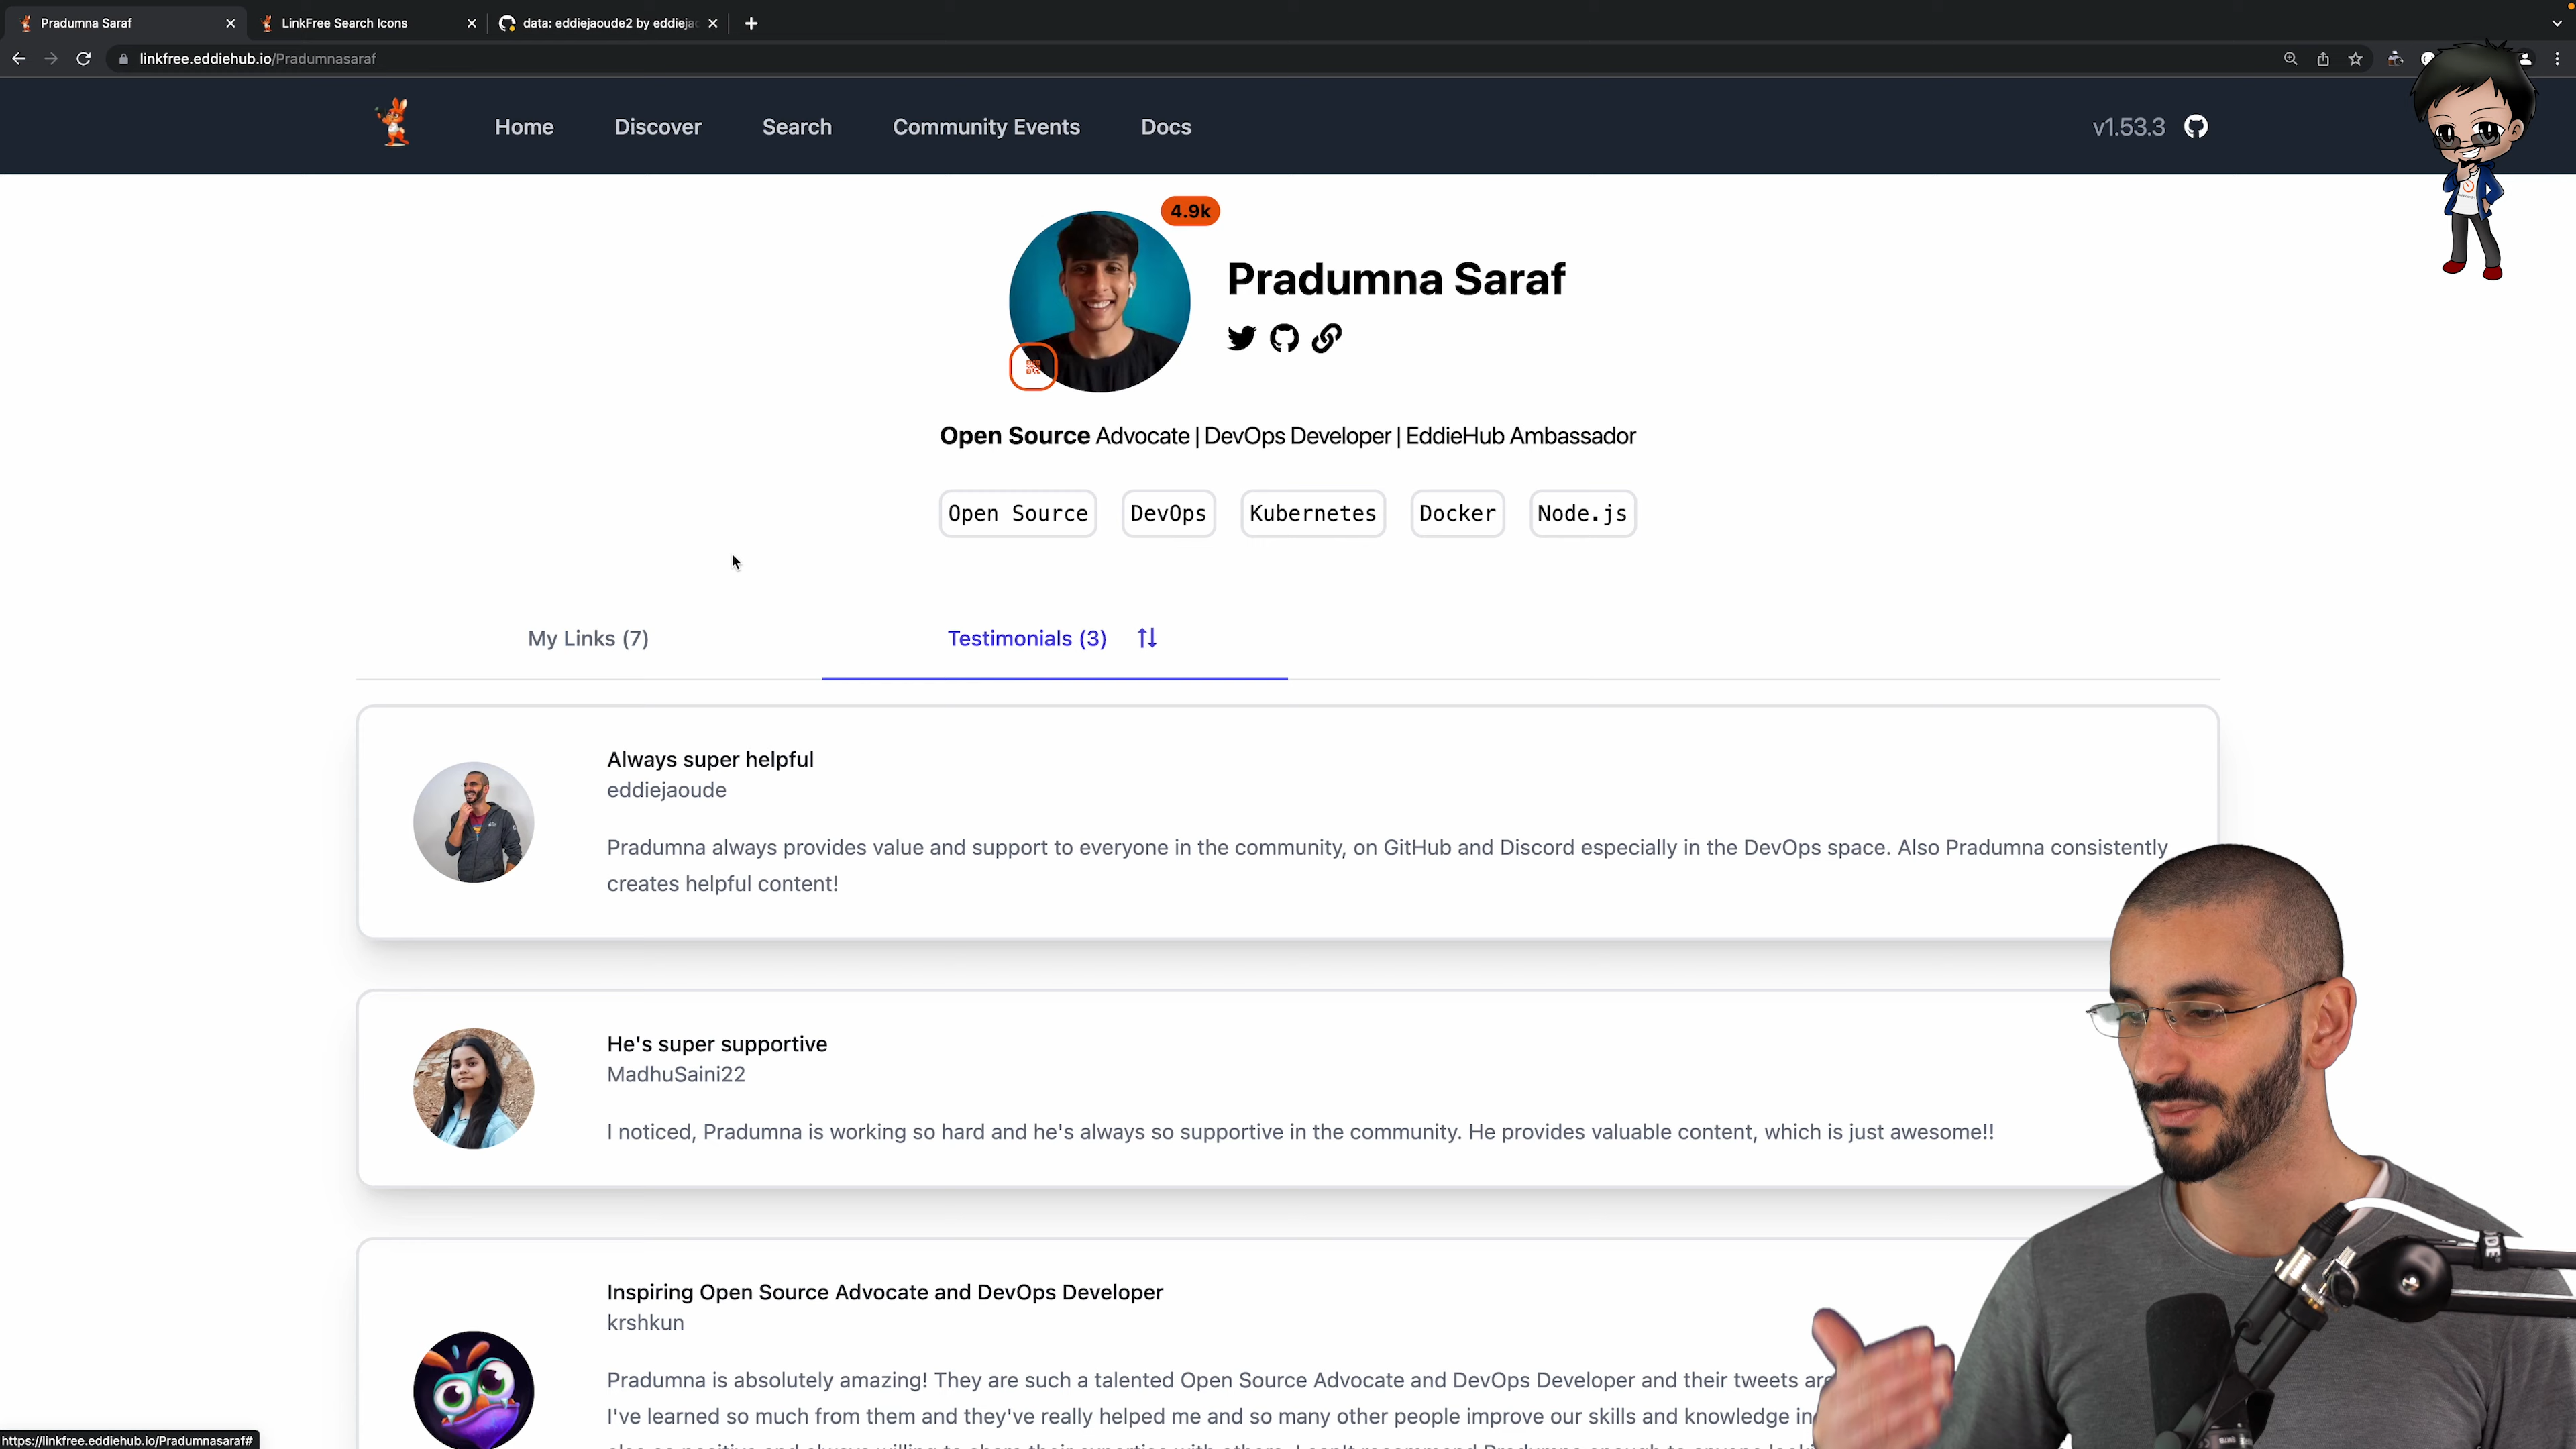 Pradumna Saraf
LinkFree Search Icons
data: eddiejaoude2 by eddieja
linkfree.eddiehub.io/Pradumnasaraf
Home
Discover
Search
Community Events
Docs
v1.53.3
4.9k
Pradumna Saraf
Open Source Advocate | DevOps Developer | EddieHub Ambassador
Open Source
DevOps
Kubernetes
Docker
Node.js
My Links (7)
Testimonials (3)
Always super helpful
eddiejaoude
Pradumna always provides value and support to everyone in the community, on GitHub and Discord especially in the DevOps space. Also Pradumna consistently
creates helpful content!
He's super supportive
MadhuSaini22
I noticed, Pradumna is working so hard and he's always so supportive in the community. He provides valuable content, which is just awesome!!
Inspiring Open Source Advocate and DevOps Developer
krshkun
Pradumna is absolutely amazing! They are such a talented Open Source Advocate and DevOps Developer and their tweets
I've learned so much from them and they've really helped me and so many other people improve our skills and knowledge in
https://linkfree.eddiehub.io/Pradumnasaraf#